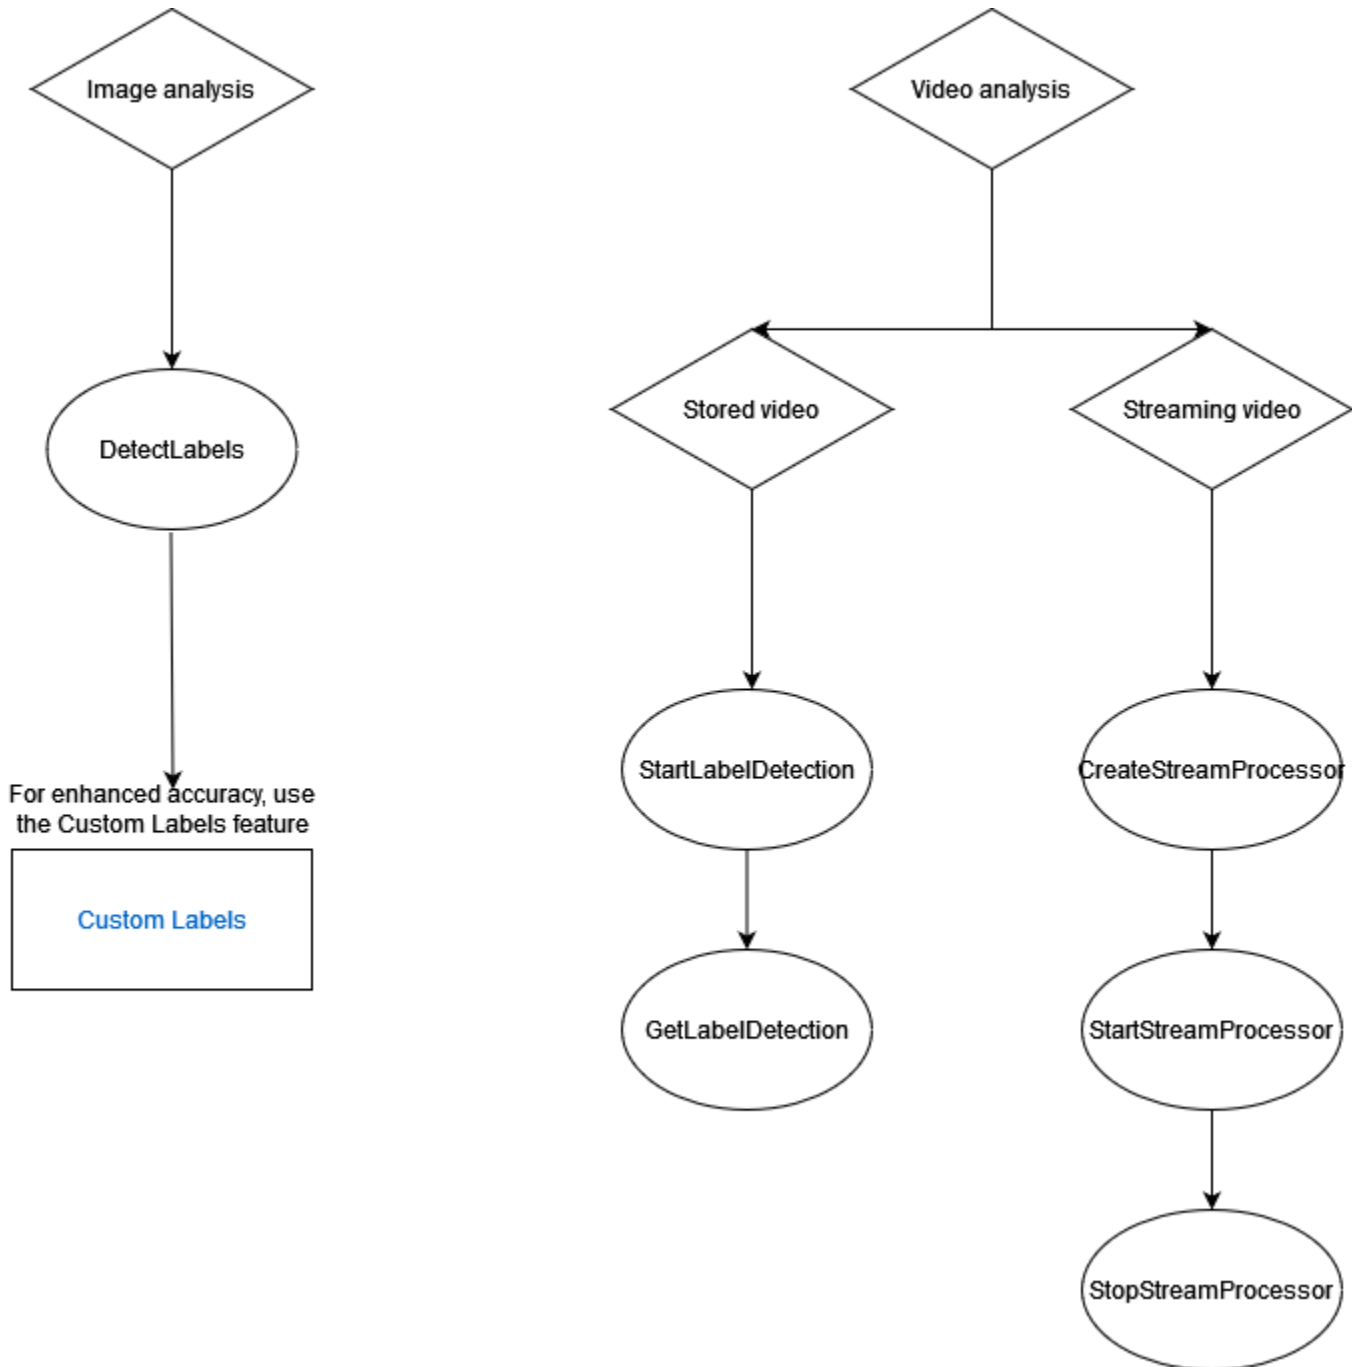 Image analysis
Video analysis
Stored video
Streaming video
DetectLabels
StartLabelDetection
CreateStreamProcessor
For enhanced accuracy, use
the Custom Labels feature
Custom Labels
GetLabelDetection
StartStreamProcessor
StopStreamProcessor